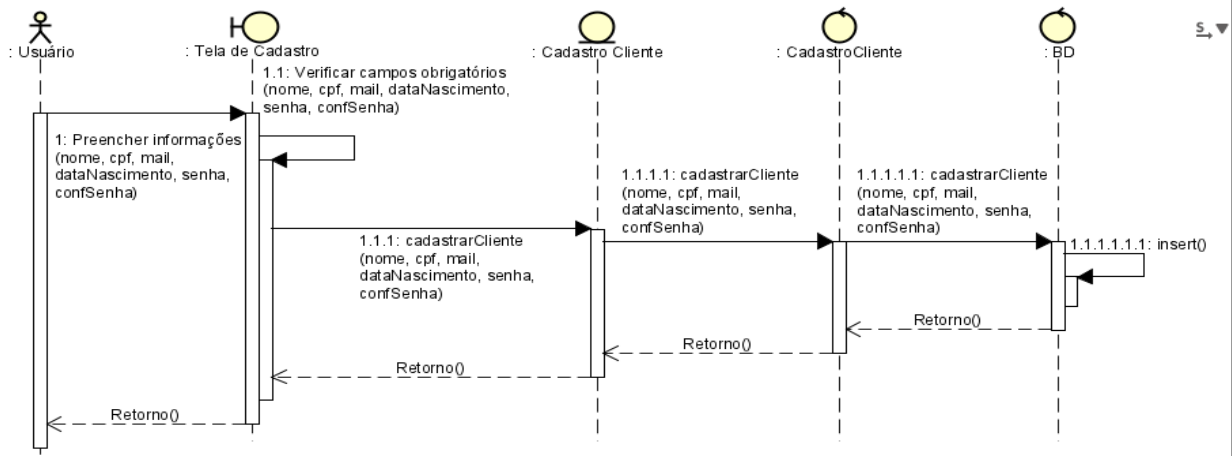 : Usuário
: Tela de Cadastro
: Cadastro Cliente
: CadastroCliente
: BD
S
1.1: Verificar campos obrigatórios
(nome, cpf, mail, dataNascimento,
senha, confSenha)
1: Preencher informações
(nome, cpf, mail,
dataNascimento, senha,
confSenha)
1.1.1: cadastrarCliente
(nome, cpf, mail,
dataNascimento, senha,
confSenha)
1.1.1.1: cadastrarCliente
(nome, cpf, mail,
dataNascimento, senha,
confSenha)
1.1.1.1.1: cadastrarCliente
(nome, cpf, mail,
dataNascimento, senha,
confSenha)
1.1.1.1.1.1: insert()
Retorno()
Retorno()
Retorno()
Retorno()